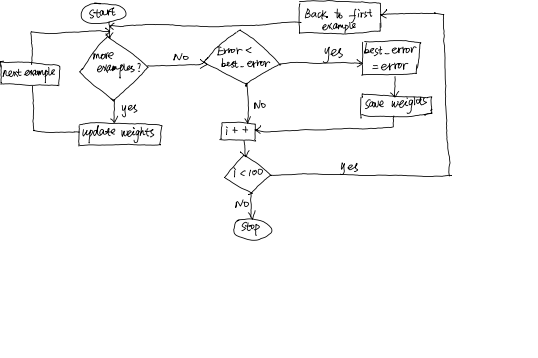 start
Back to first
example
more
examples?
No
Error <
best_error
yes
best_error
= error
next example
yes
No
save weights
update weights
i + +
i < 100
yes
No
stop